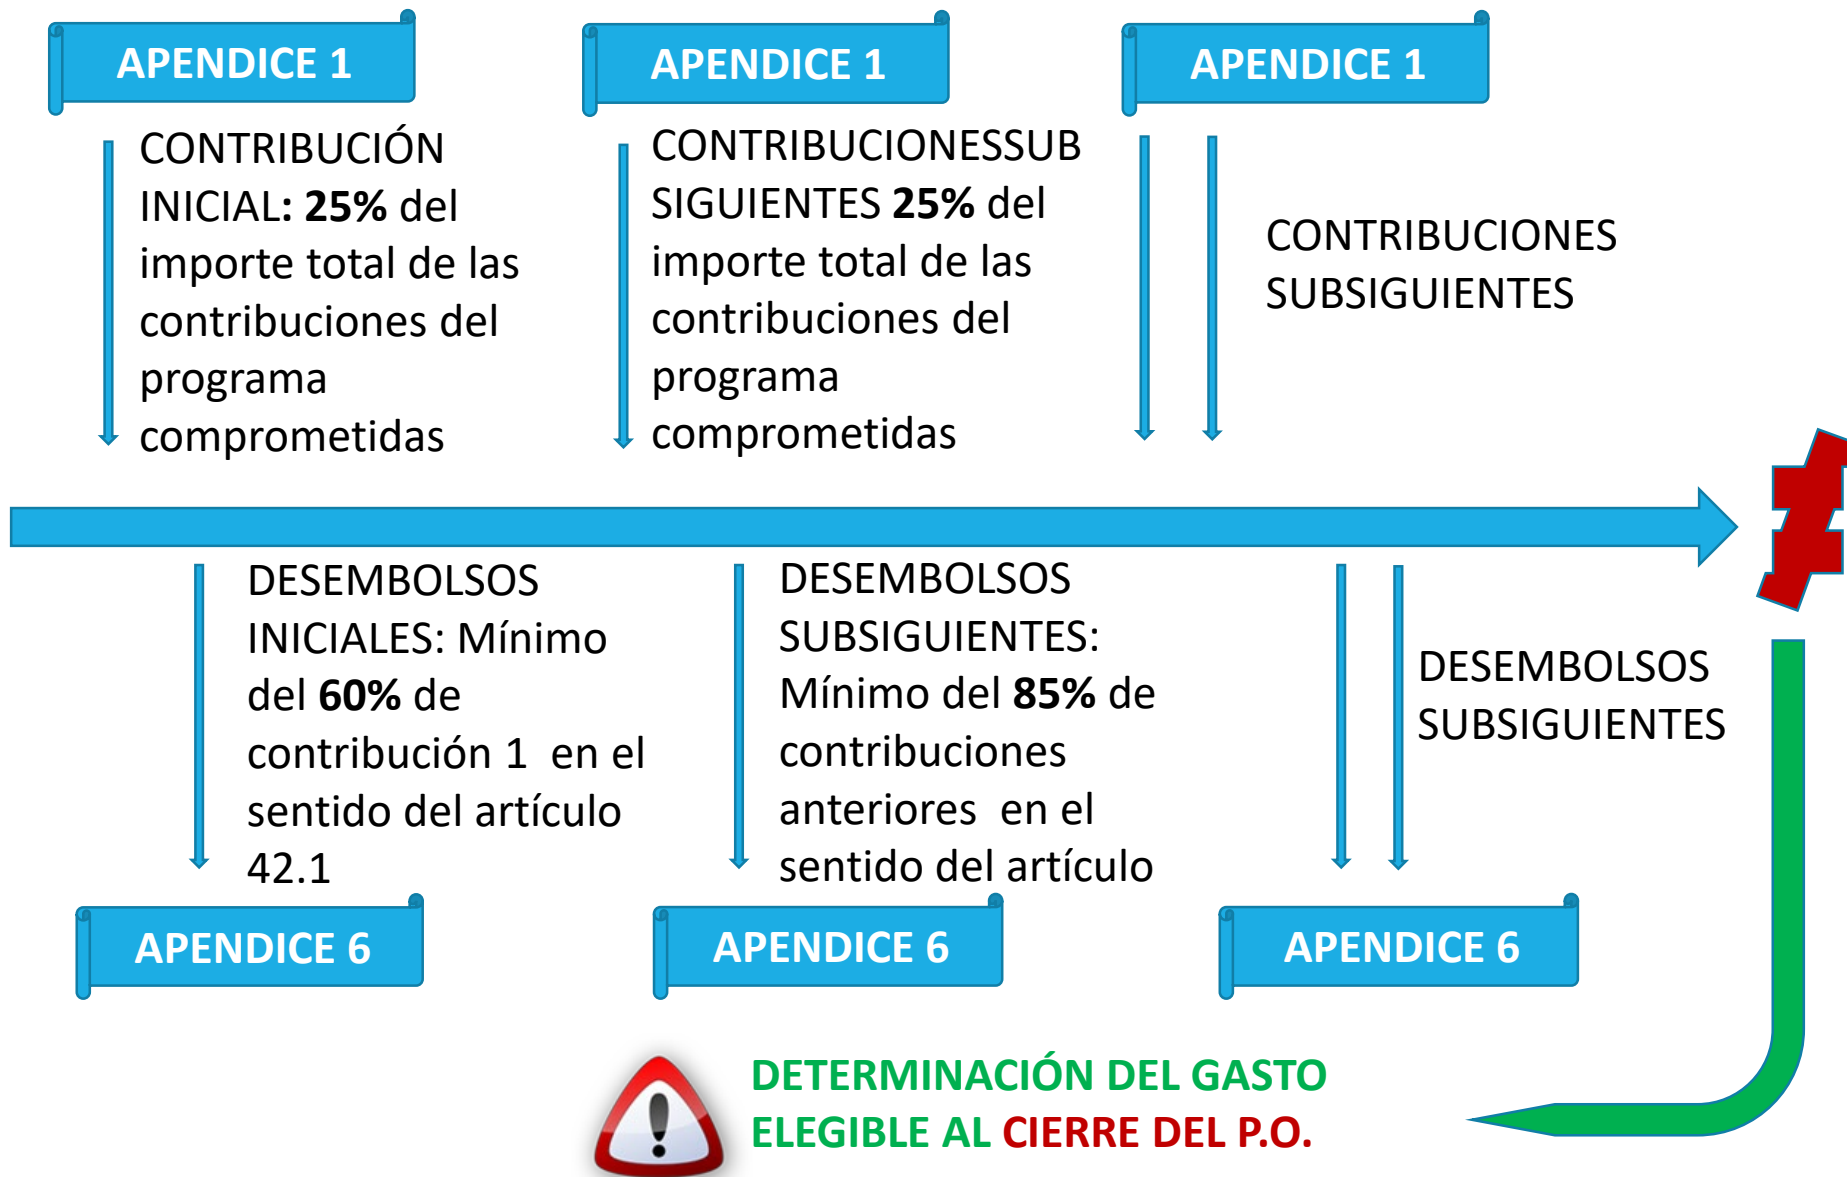 APENDICE 1
CONTRIBUCIÓN
INICIAL: 25% del
importe total de las
contribuciones del
programa
comprometidas
APENDICE 1
CONTRIBUCIONESSUB
SIGUIENTES 25% del
importe total de las
contribuciones del
programa
comprometidas
APENDICE 1
CONTRIBUCIONES
SUBSIGUIENTES
DESEMBOLSOS
INICIALES: Mínimo
del 60% de
contribución 1 en el
sentido del artículo
42.1
APENDICE 6
DESEMBOLSOS
SUBSIGUIENTES:
Mínimo del 85% de
contribuciones
anteriores en el
sentido del artículo
APENDICE 6
DESEMBOLSOS
SUBSIGUIENTES
APENDICE 6
DETERMINACIÓN DEL GASTO
ELEGIBLE AL CIERRE DEL P.O.